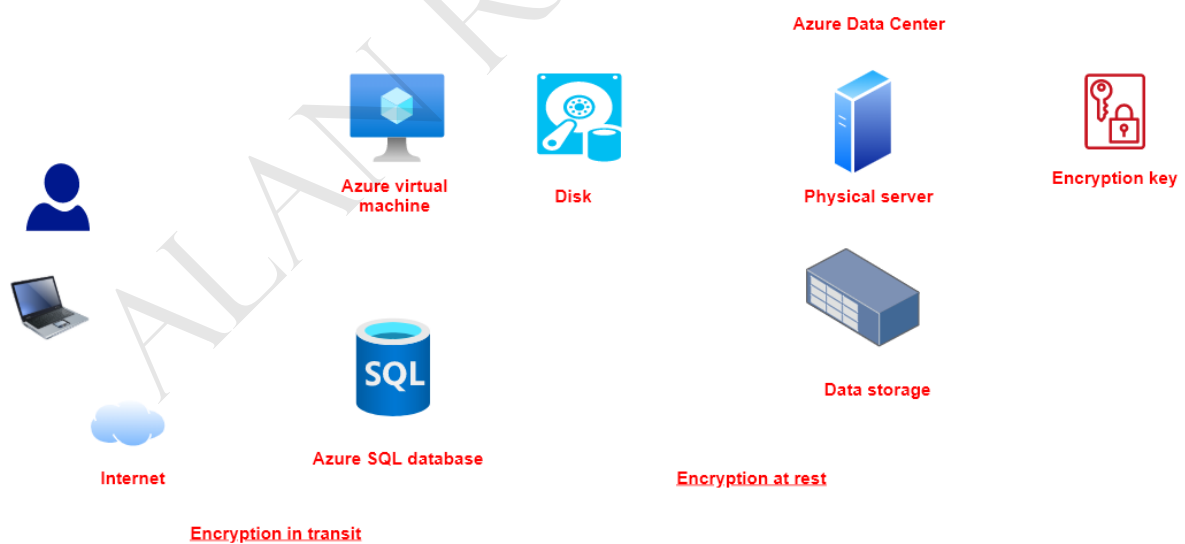 Azure Data Center
Azure virtual
machine
Disk
Physical server
Encryption key
SQL
Data storage
Azure SQL database
Internet
Encryption at rest
Encryption in transit
ALAN R